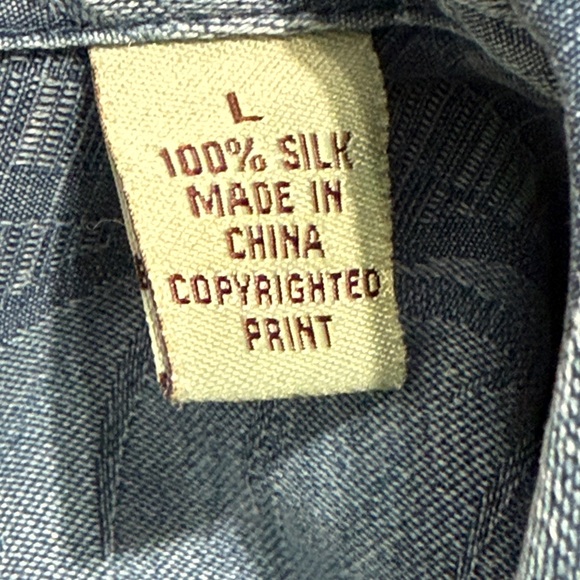 L
100% SILK
MADE IN
CHINA
COPYRIGHTED
PRINT